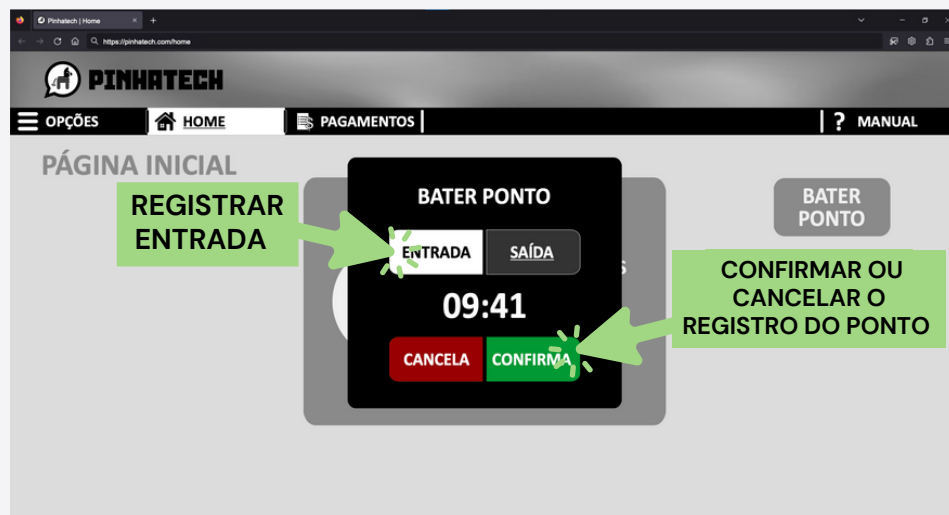 Pinhatech | Home
https://pinhatech.com/home
PINHATECH
OPÇÕES
HOME
PAGAMENTOS
? MANUAL
PÁGINA INICIAL
REGISTRAR
ENTRADA
BATER PONTO
ENTRADA
SAÍDA
09:41
CANCELA
CONFIRMA
BATER
PONTO
S
CONFIRMAR OU
CANCELAR O
REGISTRO DO PONTO